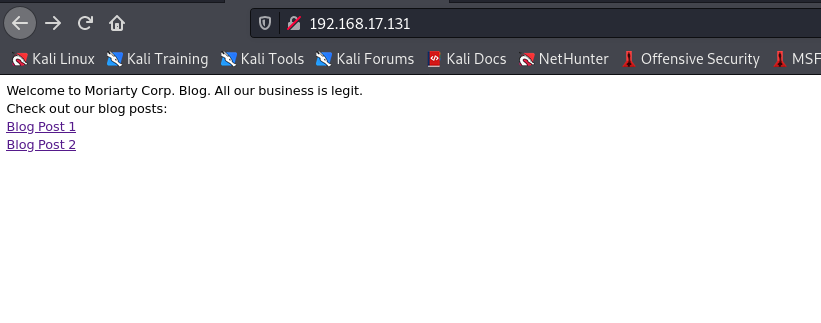 192.168.17.131
Kali Linux Kali Training Kali Tools Kali Forums Kali Docs NetHunter Offensive Security MSF
Welcome to Moriarty Corp. Blog. All our business is legit.
Check out our blog posts:
Blog Post 1
Blog Post 2